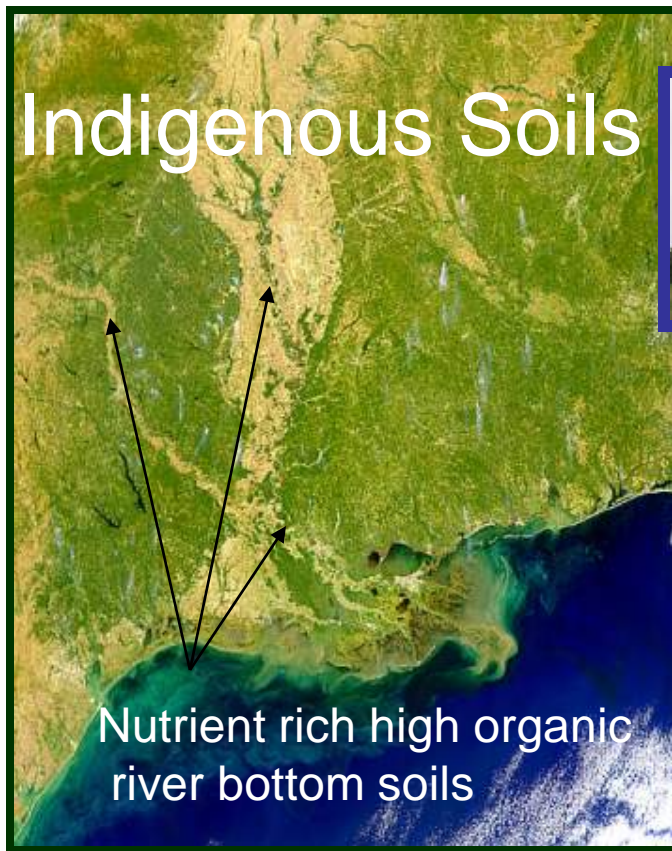 Indigenous Soils
Nutrient rich high organic
river bottom soils